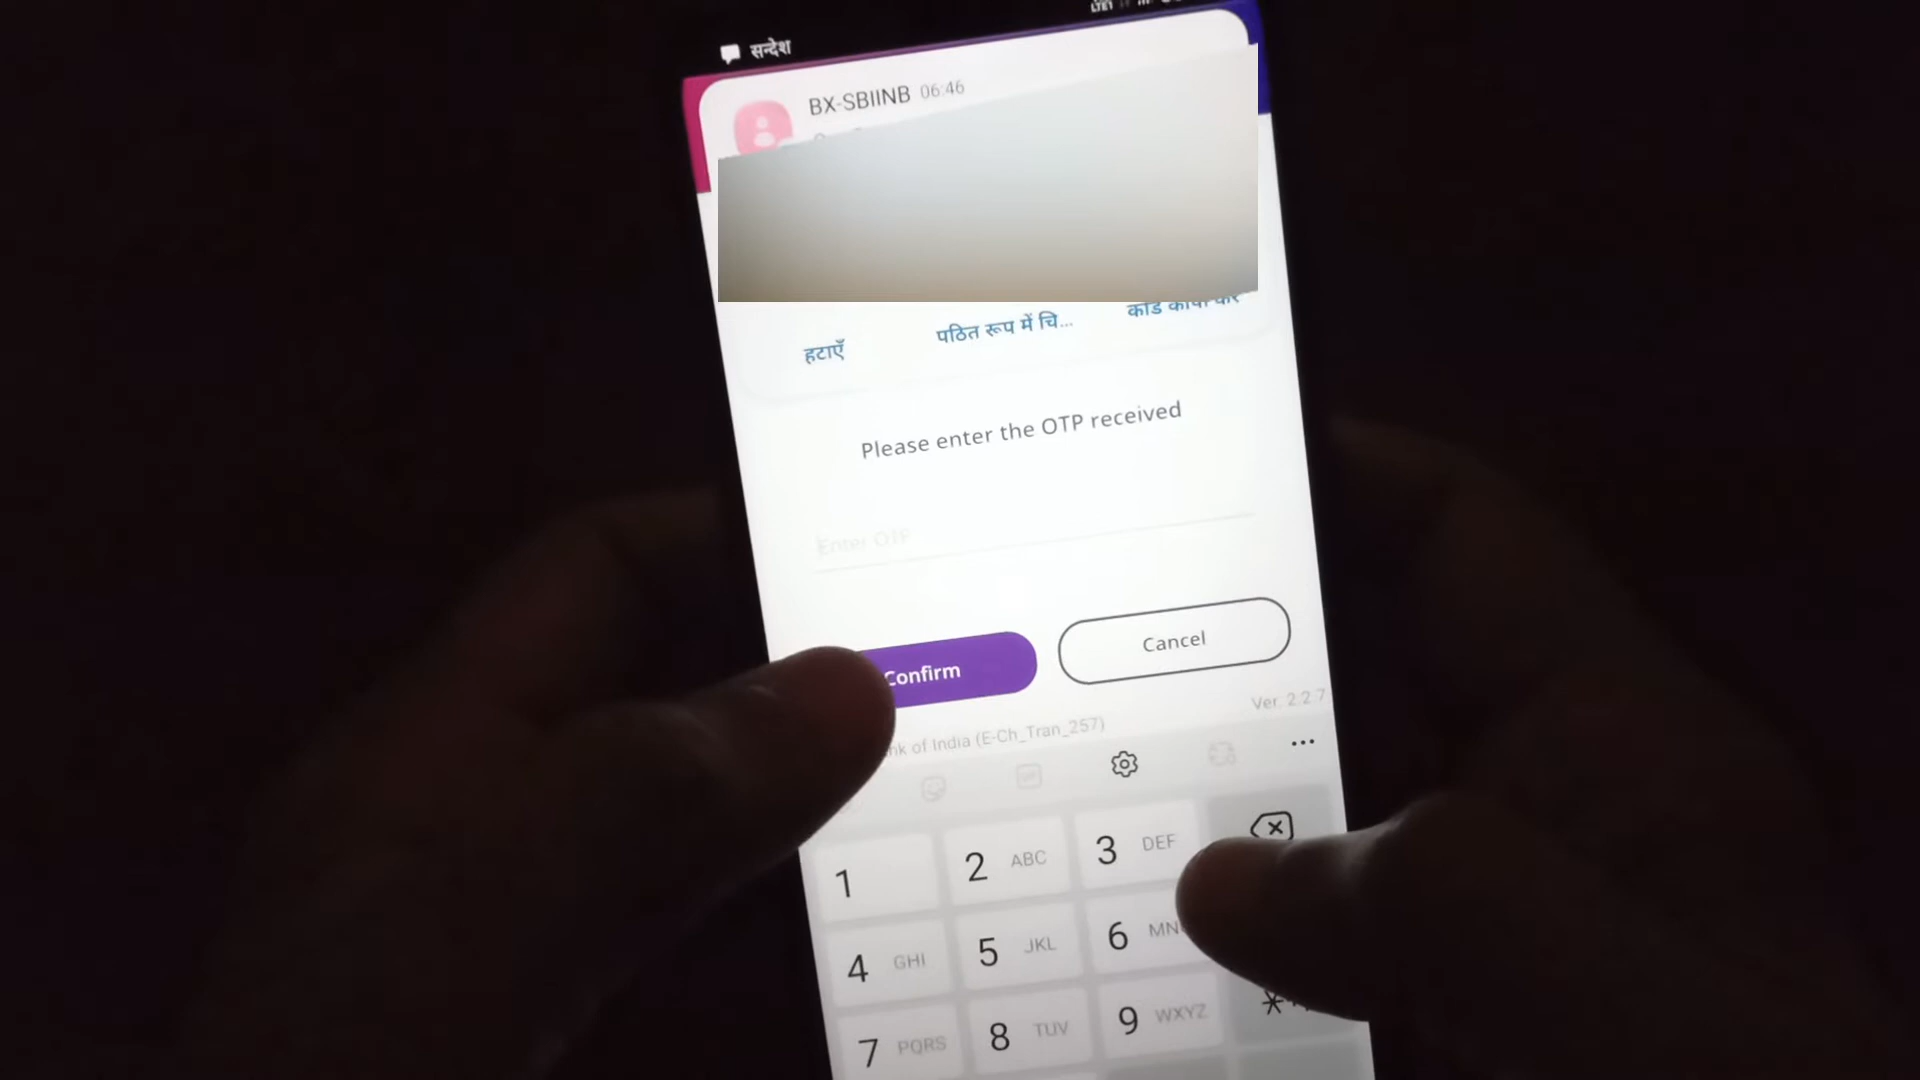 सन्देश
BX-SBIINB 06:46
हटाएँ पठित रूप में चि... कोड कॉपी करें
Please enter the OTP received
Enter OTP
Confirm Cancel
Ver. 2.2.7
nk of India (E-Ch_Tran_257)
1 2 ABC 3 DEF
4 GHI 5 JKL 6 MN
7 PQRS 8 TUV 9 WXYZ *